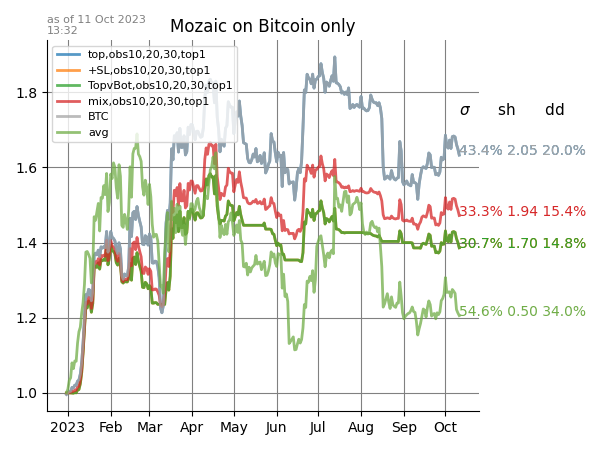 as of 11 Oct 2023
13:32
Mozaic on Bitcoin only
top,obs10,20,30,top1
+SL,obs10,20,30,top1
TopvBot,obs10,20,30,top1
mix,obs10,20,30,top1
BTC
avg
σ sh dd
43.4% 2.05 20.0%
33.3% 1.94 15.4%
30.7% 1.70 14.8%
54.6% 0.50 34.0%
1.8
1.6
1.4
1.2
1.0
2023 Feb Mar Apr May Jun Jul Aug Sep Oct